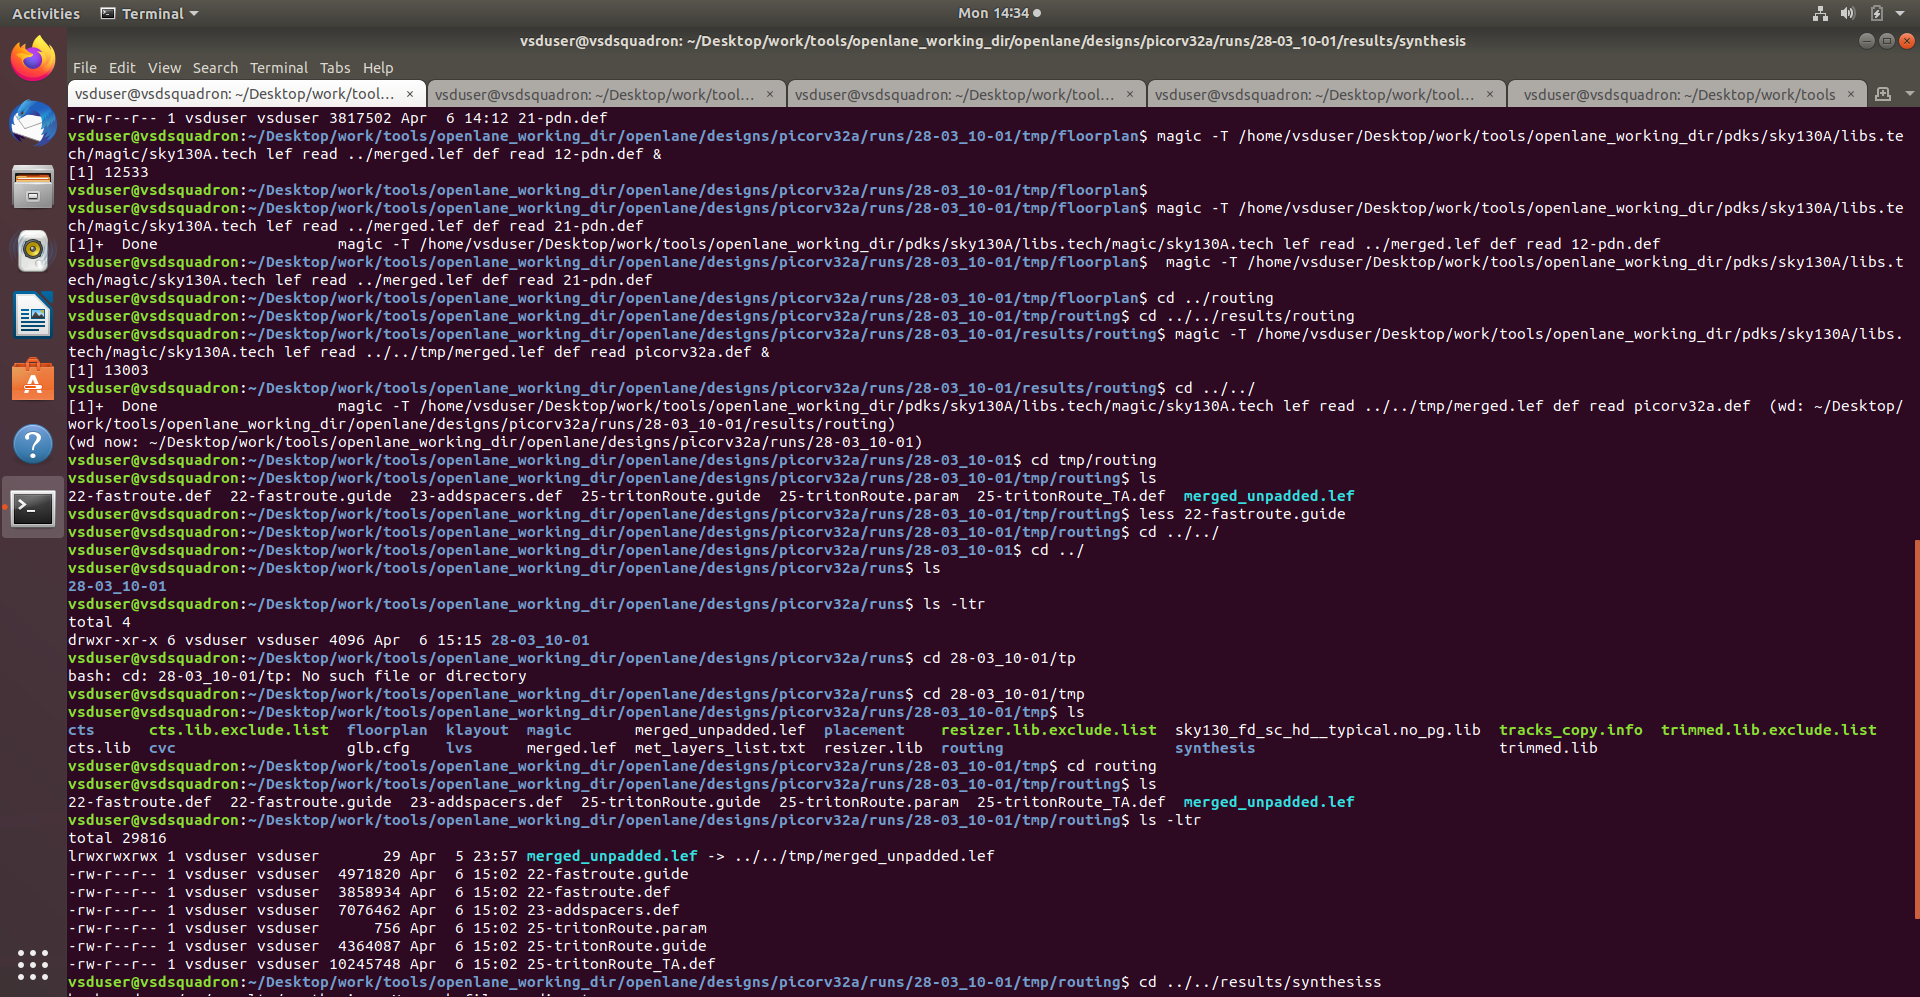 Activities Terminal Mon 14:34
vsduser@vsdsquadron: ~/Desktop/work/tools/openlane_working_dir/openlane/designs/picorv32a/runs/28-03_10-01/results/synthesis
File Edit View Search Terminal Tabs Help
vsduser@vsdsquadron: ~/Desktop/work/tool... × vsduser@vsdsquadron: ~/Desktop/work/tool... × vsduser@vsdsquadron: ~/Desktop/work/tool... × vsduser@vsdsquadron: ~/Desktop/work/tool... × vsduser@vsdsquadron: ~/Desktop/work/tools ×
-rw-r--r-- 1 vsduser vsduser 3817502 Apr  6 14:12 21-pdn.def
vsduser@vsdsquadron:~/Desktop/work/tools/openlane_working_dir/openlane/designs/picorv32a/runs/28-03_10-01/tmp/floorplan$ magic -T /home/vsduser/Desktop/work/tools/openlane_working_dir/pdks/sky130A/libs.te
ch/magic/sky130A.tech lef read ../merged.lef def read 12-pdn.def &
[1] 12533
vsduser@vsdsquadron:~/Desktop/work/tools/openlane_working_dir/openlane/designs/picorv32a/runs/28-03_10-01/tmp/floorplan$
vsduser@vsdsquadron:~/Desktop/work/tools/openlane_working_dir/openlane/designs/picorv32a/runs/28-03_10-01/tmp/floorplan$ magic -T /home/vsduser/Desktop/work/tools/openlane_working_dir/pdks/sky130A/libs.te
ch/magic/sky130A.tech lef read ../merged.lef def read 21-pdn.def
[1]+  Done                    magic -T /home/vsduser/Desktop/work/tools/openlane_working_dir/pdks/sky130A/libs.tech/magic/sky130A.tech lef read ../merged.lef def read 12-pdn.def
vsduser@vsdsquadron:~/Desktop/work/tools/openlane_working_dir/openlane/designs/picorv32a/runs/28-03_10-01/tmp/floorplan$  magic -T /home/vsduser/Desktop/work/tools/openlane_working_dir/pdks/sky130A/libs.t
ech/magic/sky130A.tech lef read ../merged.lef def read 21-pdn.def
vsduser@vsdsquadron:~/Desktop/work/tools/openlane_working_dir/openlane/designs/picorv32a/runs/28-03_10-01/tmp/floorplan$ cd ../routing
vsduser@vsdsquadron:~/Desktop/work/tools/openlane_working_dir/openlane/designs/picorv32a/runs/28-03_10-01/tmp/routing$ cd ../../results/routing
vsduser@vsdsquadron:~/Desktop/work/tools/openlane_working_dir/openlane/designs/picorv32a/runs/28-03_10-01/results/routing$ magic -T /home/vsduser/Desktop/work/tools/openlane_working_dir/pdks/sky130A/libs.
tech/magic/sky130A.tech lef read ../../tmp/merged.lef def read picorv32a.def &
[1] 13003
vsduser@vsdsquadron:~/Desktop/work/tools/openlane_working_dir/openlane/designs/picorv32a/runs/28-03_10-01/results/routing$ cd ../../
[1]+  Done                    magic -T /home/vsduser/Desktop/work/tools/openlane_working_dir/pdks/sky130A/libs.tech/magic/sky130A.tech lef read ../../tmp/merged.lef def read picorv32a.def  (wd: ~/Desktop/
work/tools/openlane_working_dir/openlane/designs/picorv32a/runs/28-03_10-01/results/routing)
(wd now: ~/Desktop/work/tools/openlane_working_dir/openlane/designs/picorv32a/runs/28-03_10-01)
vsduser@vsdsquadron:~/Desktop/work/tools/openlane_working_dir/openlane/designs/picorv32a/runs/28-03_10-01$ cd tmp/routing
vsduser@vsdsquadron:~/Desktop/work/tools/openlane_working_dir/openlane/designs/picorv32a/runs/28-03_10-01/tmp/routing$ ls
22-fastroute.def  22-fastroute.guide  23-addspacers.def  25-tritonRoute.guide  25-tritonRoute.param  25-tritonRoute_TA.def  merged_unpadded.lef
vsduser@vsdsquadron:~/Desktop/work/tools/openlane_working_dir/openlane/designs/picorv32a/runs/28-03_10-01/tmp/routing$ less 22-fastroute.guide
vsduser@vsdsquadron:~/Desktop/work/tools/openlane_working_dir/openlane/designs/picorv32a/runs/28-03_10-01/tmp/routing$ cd ../../
vsduser@vsdsquadron:~/Desktop/work/tools/openlane_working_dir/openlane/designs/picorv32a/runs/28-03_10-01$ cd ../
vsduser@vsdsquadron:~/Desktop/work/tools/openlane_working_dir/openlane/designs/picorv32a/runs$ ls
28-03_10-01
vsduser@vsdsquadron:~/Desktop/work/tools/openlane_working_dir/openlane/designs/picorv32a/runs$ ls -ltr
total 4
drwxr-xr-x 6 vsduser vsduser 4096 Apr  6 15:15 28-03_10-01
vsduser@vsdsquadron:~/Desktop/work/tools/openlane_working_dir/openlane/designs/picorv32a/runs$ cd 28-03_10-01/tp
bash: cd: 28-03_10-01/tp: No such file or directory
vsduser@vsdsquadron:~/Desktop/work/tools/openlane_working_dir/openlane/designs/picorv32a/runs$ cd 28-03_10-01/tmp
vsduser@vsdsquadron:~/Desktop/work/tools/openlane_working_dir/openlane/designs/picorv32a/runs/28-03_10-01/tmp$ ls
cts      cts.lib.exclude.list  floorplan  klayout  magic       merged_unpadded.lef  placement    resizer.lib.exclude.list  sky130_fd_sc_hd__typical.no_pg.lib  tracks_copy.info  trimmed.lib.exclude.list
cts.lib  cvc                   glb.cfg    lvs      merged.lef  met_layers_list.txt  resizer.lib  routing                   synthesis                           trimmed.lib
vsduser@vsdsquadron:~/Desktop/work/tools/openlane_working_dir/openlane/designs/picorv32a/runs/28-03_10-01/tmp$ cd routing
vsduser@vsdsquadron:~/Desktop/work/tools/openlane_working_dir/openlane/designs/picorv32a/runs/28-03_10-01/tmp/routing$ ls
22-fastroute.def  22-fastroute.guide  23-addspacers.def  25-tritonRoute.guide  25-tritonRoute.param  25-tritonRoute_TA.def  merged_unpadded.lef
vsduser@vsdsquadron:~/Desktop/work/tools/openlane_working_dir/openlane/designs/picorv32a/runs/28-03_10-01/tmp/routing$ ls -ltr
total 29816
lrwxrwxrwx 1 vsduser vsduser       29 Apr  5 23:57 merged_unpadded.lef -> ../../tmp/merged_unpadded.lef
-rw-r--r-- 1 vsduser vsduser  4971820 Apr  6 15:02 22-fastroute.guide
-rw-r--r-- 1 vsduser vsduser  3858934 Apr  6 15:02 22-fastroute.def
-rw-r--r-- 1 vsduser vsduser  7076462 Apr  6 15:02 23-addspacers.def
-rw-r--r-- 1 vsduser vsduser      756 Apr  6 15:02 25-tritonRoute.param
-rw-r--r-- 1 vsduser vsduser  4364087 Apr  6 15:02 25-tritonRoute.guide
-rw-r--r-- 1 vsduser vsduser 10245748 Apr  6 15:02 25-tritonRoute_TA.def
vsduser@vsdsquadron:~/Desktop/work/tools/openlane_working_dir/openlane/designs/picorv32a/runs/28-03_10-01/tmp/routing$ cd ../../results/synthesiss